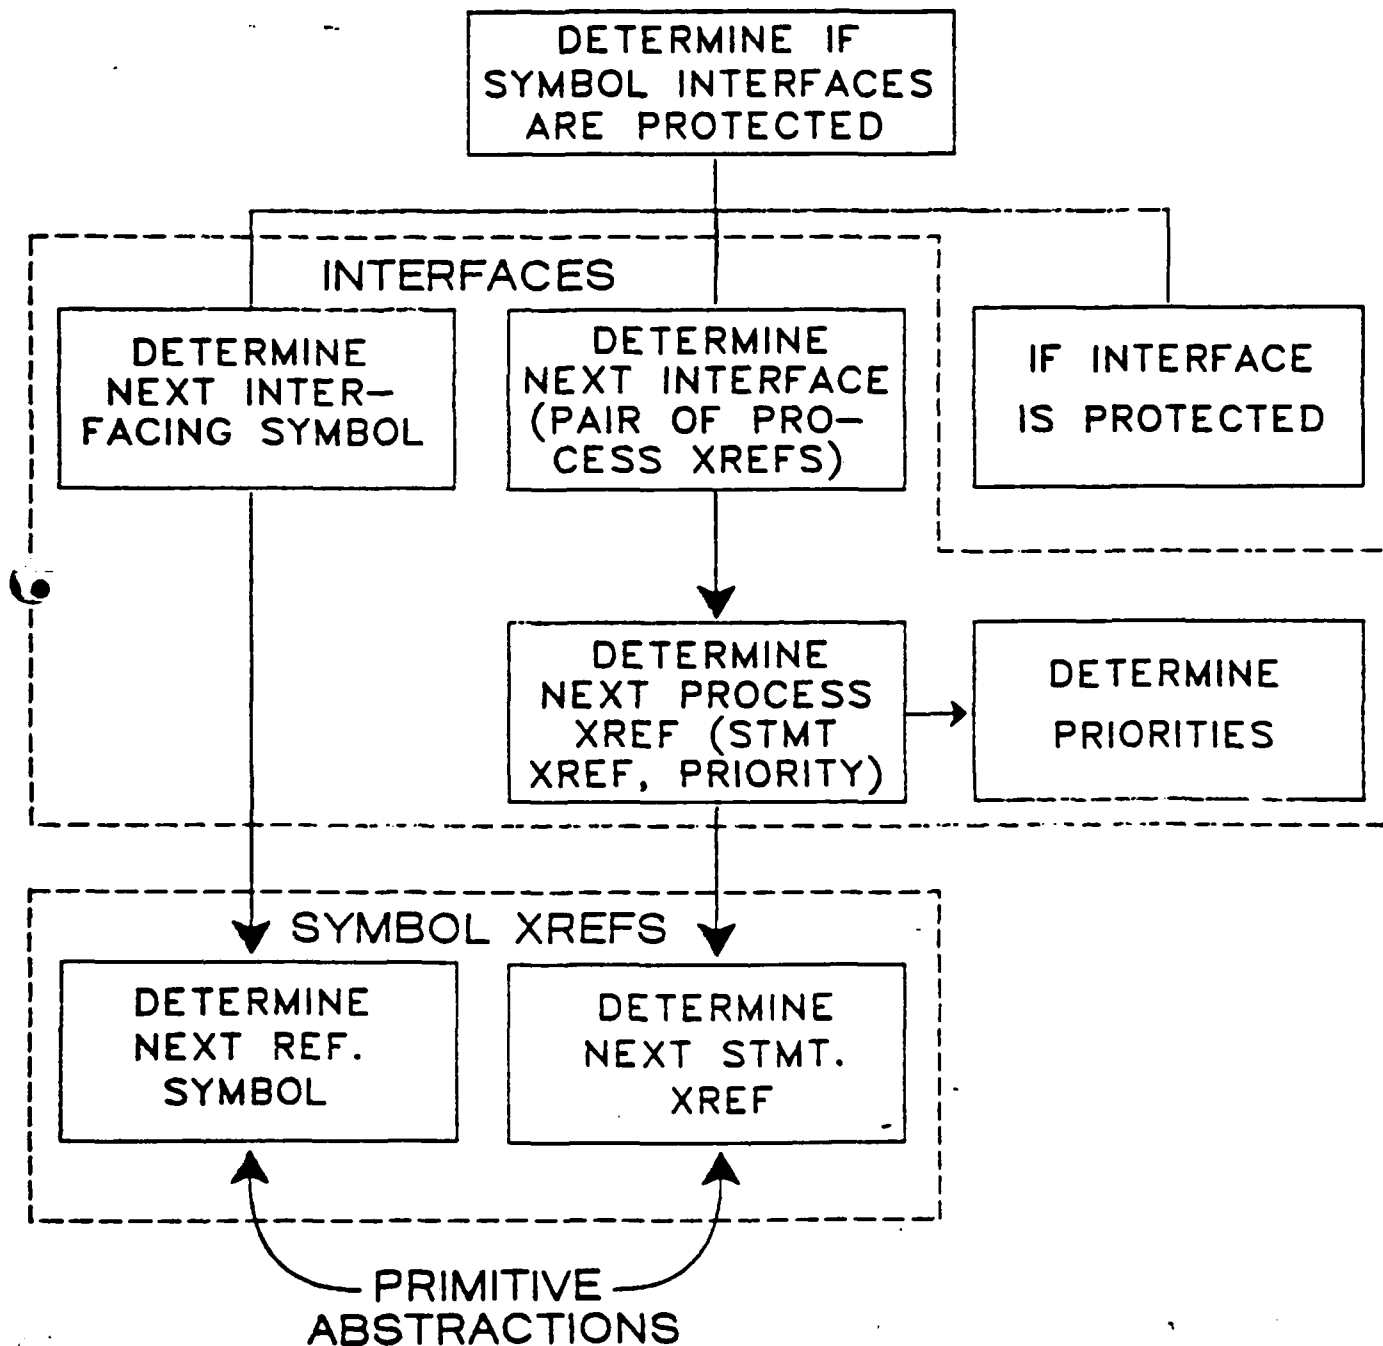 DETERMINE IF
SYMBOL INTERFACES
ARE PROTECTED
INTERFACES
DETERMINE
NEXT INTER-
FACING SYMBOL
DETERMINE
NEXT INTERFACE
(PAIR OF PRO-
CESS XREFS)
IF INTERFACE
IS PROTECTED
DETERMINE
NEXT PROCESS
XREF (STMT
XREF, PRIORITY)
DETERMINE
PRIORITIES
SYMBOL XREFS
DETERMINE
NEXT REF.
SYMBOL
DETERMINE
NEXT STMT.
XREF
PRIMITIVE
ABSTRACTIONS